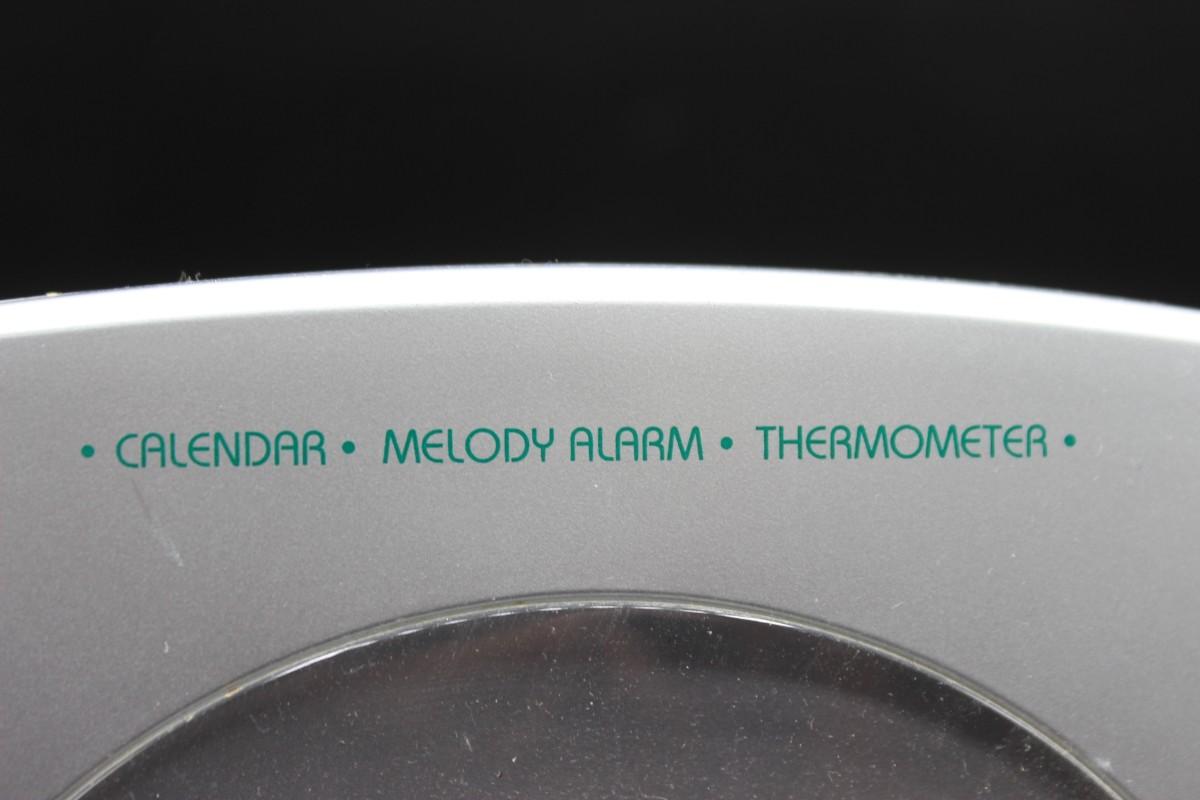 • CALENDAR • MELODY ALARM • THERMOMETER •